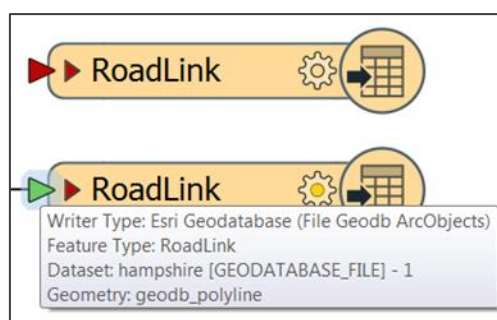 RoadLink
RoadLink
Writer Type: Esri Geodatabase (File Geodb ArcObjects)
Feature Type: RoadLink
Dataset: hampshire [GEODATABASE_FILE] - 1
Geometry: geodb_polyline